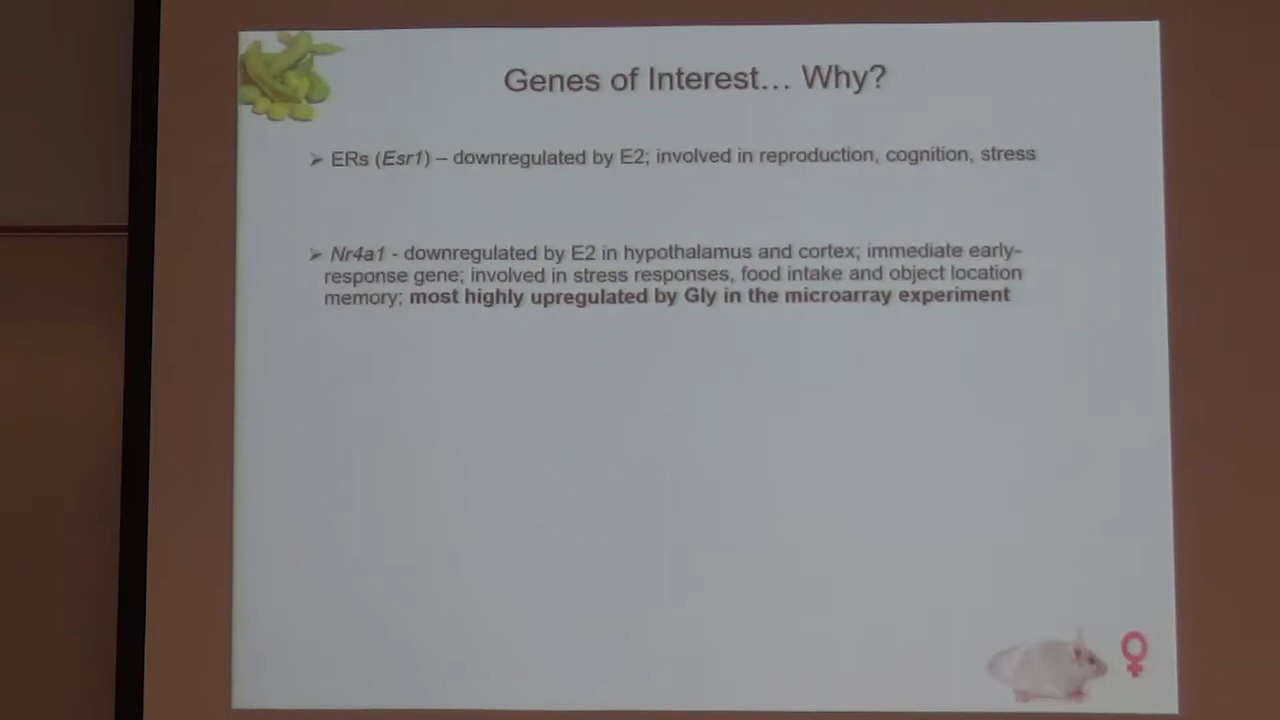 Genes of Interest... Why?
➢ ERs (Esr1) – downregulated by E2; involved in reproduction, cognition, stress
➢ Nr4a1 - downregulated by E2 in hypothalamus and cortex; immediate early-
response gene; involved in stress responses, food intake and object location
memory; most highly upregulated by Gly in the microarray experiment